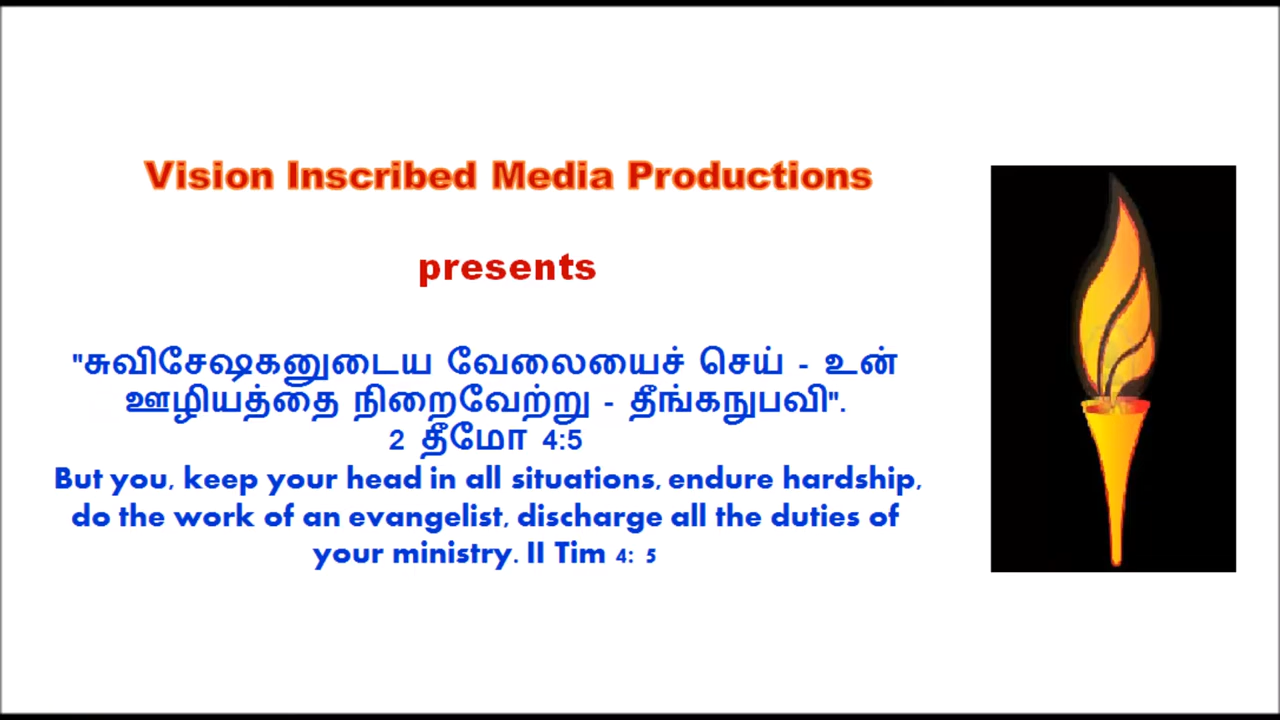 Vision Inscribed Media Productions
presents
"சுவிசேஷகனுடைய வேலையைச் செய் - உன்
ஊழியத்தை நிறைவேற்று - தீங்கநுபவி".
2 தீமோ 4:5
But you, keep your head in all situations, endure hardship,
do the work of an evangelist, discharge all the duties of
your ministry. II Tim 4: 5